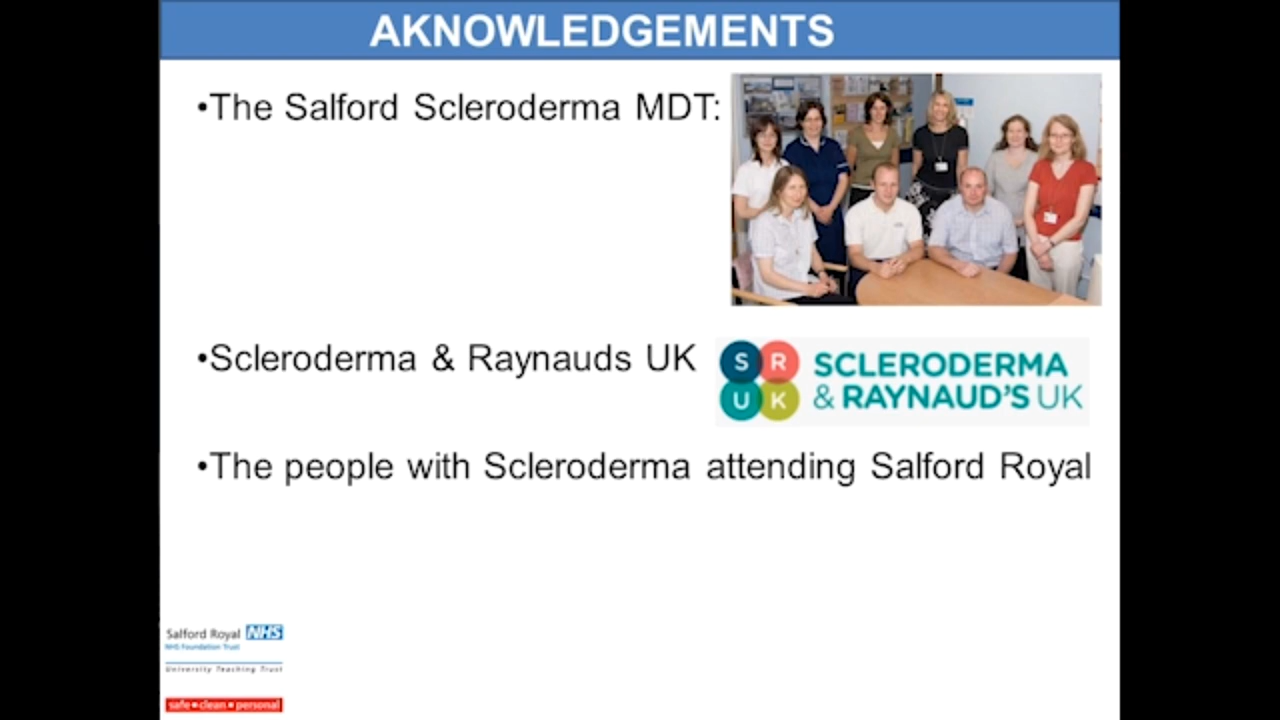 AKNOWLEDGEMENTS
•The Salford Scleroderma MDT:
•Scleroderma & Raynauds UK
S R
U K
SCLERODERMA
& RAYNAUD'S UK
•The people with Scleroderma attending Salford Royal
Salford Royal NHS
NHS Foundation Trust
University Teaching Trust
safe•clean•personal